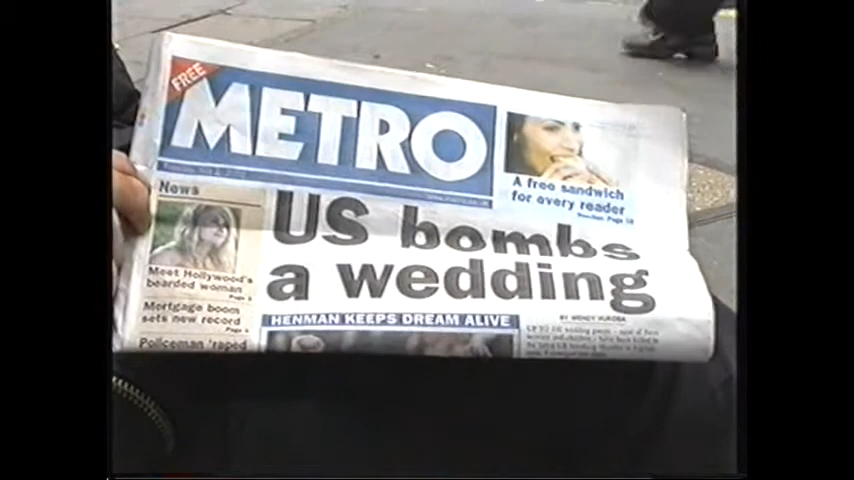 FREE
METRO
A free sandwich
for every reader
News
US bombs
a wedding
Meet Hollywood's
bearded woman
Mortgage boom
sets new record
Policeman 'raped
HENMAN KEEPS DREAM ALIVE